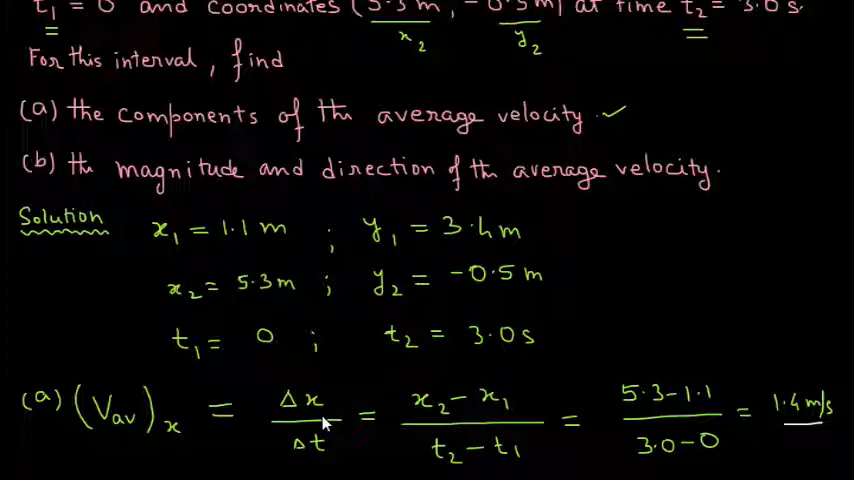 t₁ = 0 and coordinates (5.3 m, -0.5 m) at time t₂ = 3.0 s.
x₂ y₂
For this interval, find
(a) the components of the average velocity. ✓
(b) the magnitude and direction of the average velocity.
Solution
x₁ = 1.1 m ; y₁ = 3.4 m
x₂ = 5.3 m ; y₂ = -0.5 m
t₁ = 0 ; t₂ = 3.0 s
(a) (Vav)x = Δx/Δt = (x₂ - x₁)/(t₂ - t₁) = (5.3 - 1.1)/(3.0 - 0) = 1.4 m/s